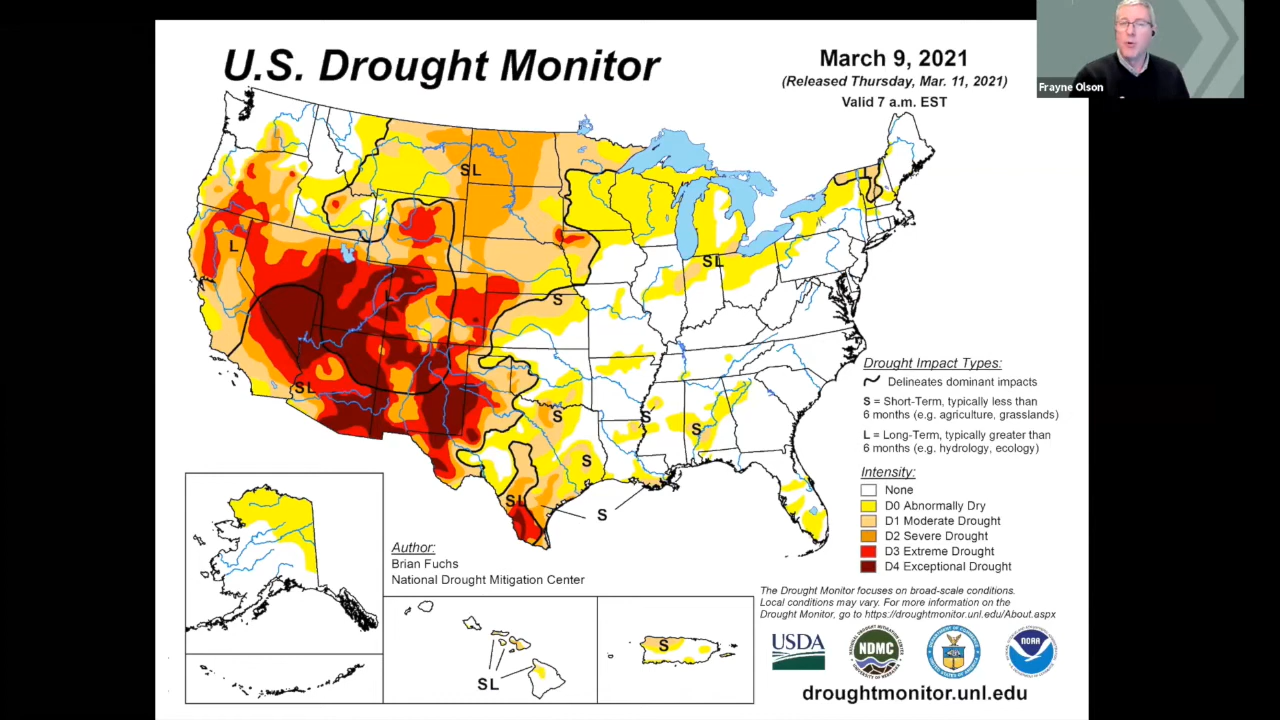 U.S. Drought Monitor
March 9, 2021
(Released Thursday, Mar. 11, 2021)
Valid 7 a.m. EST
Frayne Olson
SL
L
L
SL
S
SL
S
S
S
S
SL
S
Drought Impact Types:
Delineates dominant impacts
S = Short-Term, typically less than
6 months (e.g. agriculture, grasslands)
L = Long-Term, typically greater than
6 months (e.g. hydrology, ecology)
Intensity:
None
D0 Abnormally Dry
D1 Moderate Drought
D2 Severe Drought
D3 Extreme Drought
D4 Exceptional Drought
Author:
Brian Fuchs
National Drought Mitigation Center
SL
S
The Drought Monitor focuses on broad-scale conditions.
Local conditions may vary. For more information on the
Drought Monitor, go to https://droughtmonitor.unl.edu/About.aspx
USDA
NDMC
NOAA
droughtmonitor.unl.edu